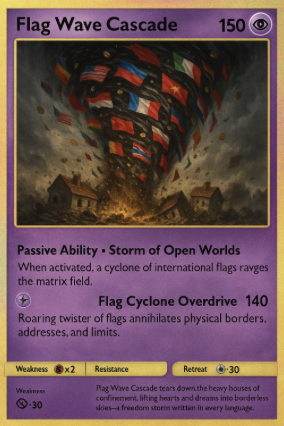 Flag Wave Cascade 150
Passive Ability • Storm of Open Worlds
When activated, a cyclone of international flags ravges
the matrix field.
Flag Cyclone Overdrive 140
Roaring twister of flags annihilates physical borders,
addresses, and limits.
Weakness x2 Resistance Retreat -30
Weakness
-30
Flag Wave Cascade tears down,the heavy houses of
confinement, lifting hearts and dreams into borderless
skies—a freedom storm written in every language.